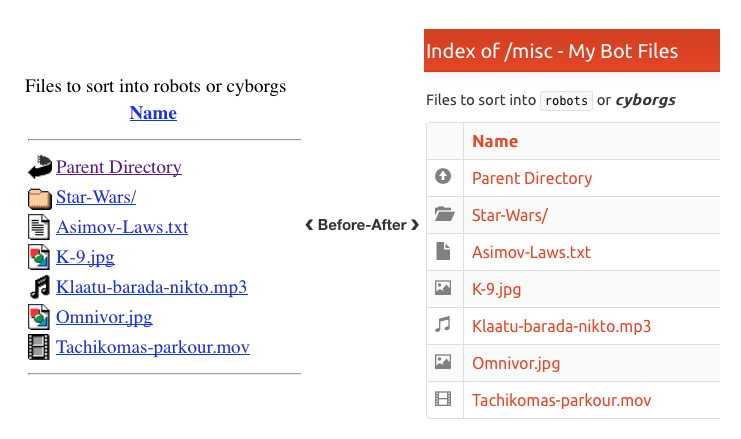 Files to sort into robots or cyborgs
Name
Parent Directory
Star-Wars/
Asimov-Laws.txt
K-9.jpg
Klaatu-barada-nikto.mp3
Omnivor.jpg
Tachikomas-parkour.mov
‹ Before-After ›
Index of /misc - My Bot Files
Files to sort into robots or cyborgs
Name
Parent Directory
Star-Wars/
Asimov-Laws.txt
K-9.jpg
Klaatu-barada-nikto.mp3
Omnivor.jpg
Tachikomas-parkour.mov